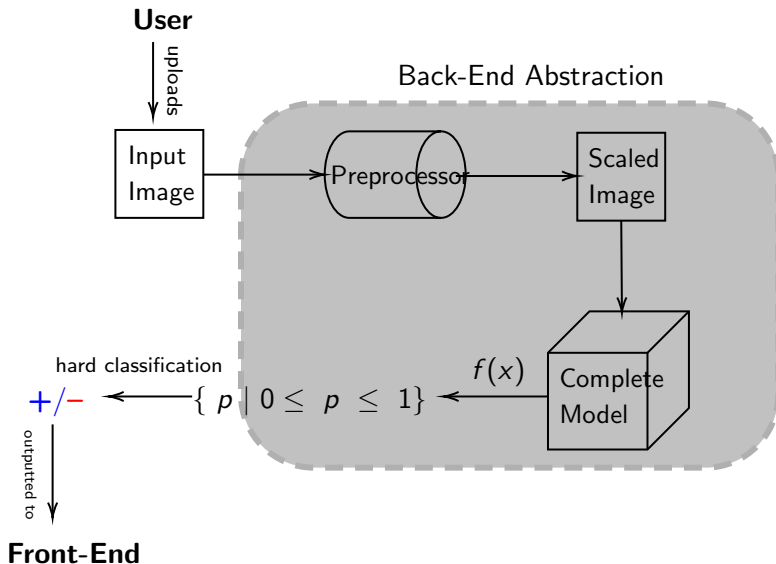 User
uploads
Back-End Abstraction
Input
Image
Preprocessor
Scaled
Image
Complete
Model
f(x)
{ p | 0 ≤ p ≤ 1}
hard classification
+/−
outputted to
Front-End